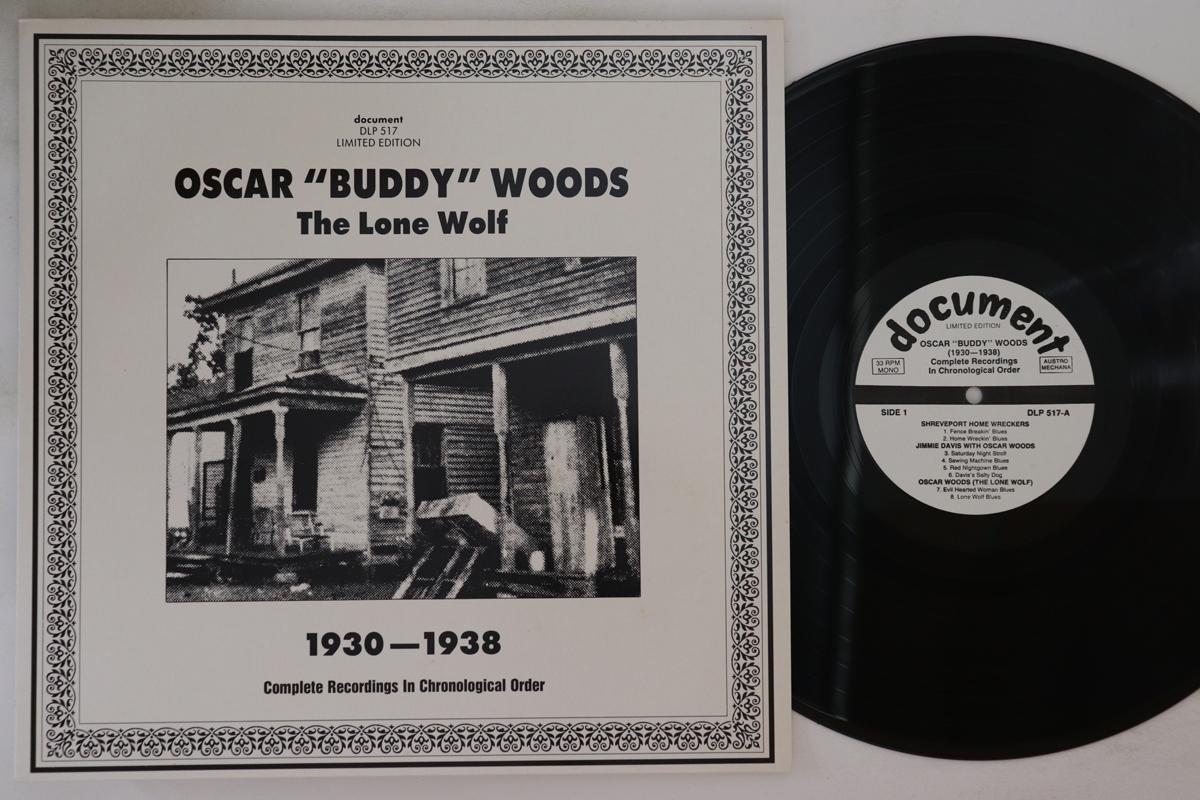 document
DLP 517
LIMITED EDITION
OSCAR “BUDDY” WOODS
The Lone Wolf
1930—1938
Complete Recordings In Chronological Order
document
LIMITED EDITION
OSCAR "BUDDY" WOODS
(1930—1938)
Complete Recordings
In Chronological Order
33 RPM
MONO
AUSTRO
MECHANA
SIDE 1
DLP 517-A
SHREVEPORT HOME WRECKERS
1. Fence Breakin' Blues
2. Home Wreckin' Blues
JIMMIE DAVIS WITH OSCAR WOODS
3. Saturday Night Stroll
4. Sewing Machine Blues
5. Red Nightgown Blues
6. Davis's Salty Dog
OSCAR WOODS (THE LONE WOLF)
7. Evil Hearted Woman Blues
8. Lone Wolf Blues